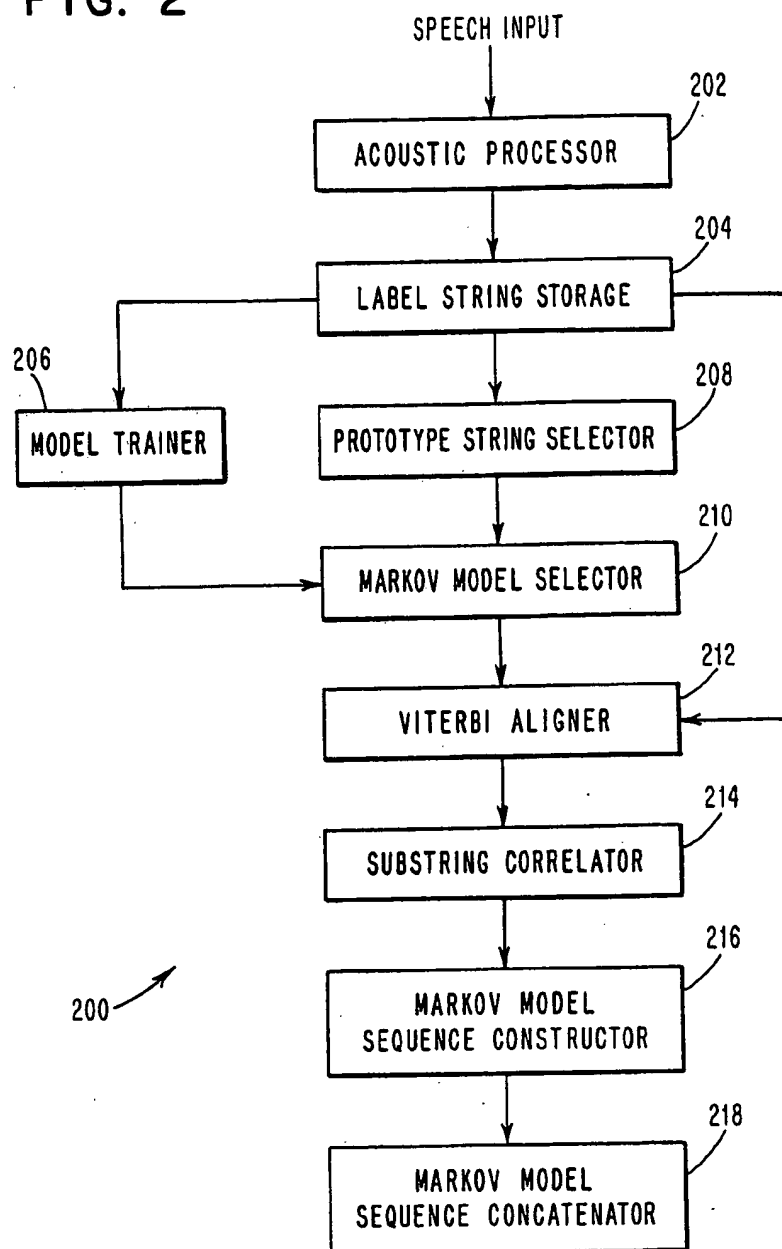 FIG. 2
SPEECH INPUT
202
ACOUSTIC PROCESSOR
204
LABEL STRING STORAGE
206
MODEL TRAINER
208
PROTOTYPE STRING SELECTOR
210
MARKOV MODEL SELECTOR
212
VITERBI ALIGNER
214
SUBSTRING CORRELATOR
200
216
MARKOV MODEL
SEQUENCE CONSTRUCTOR
218
MARKOV MODEL
SEQUENCE CONCATENATOR